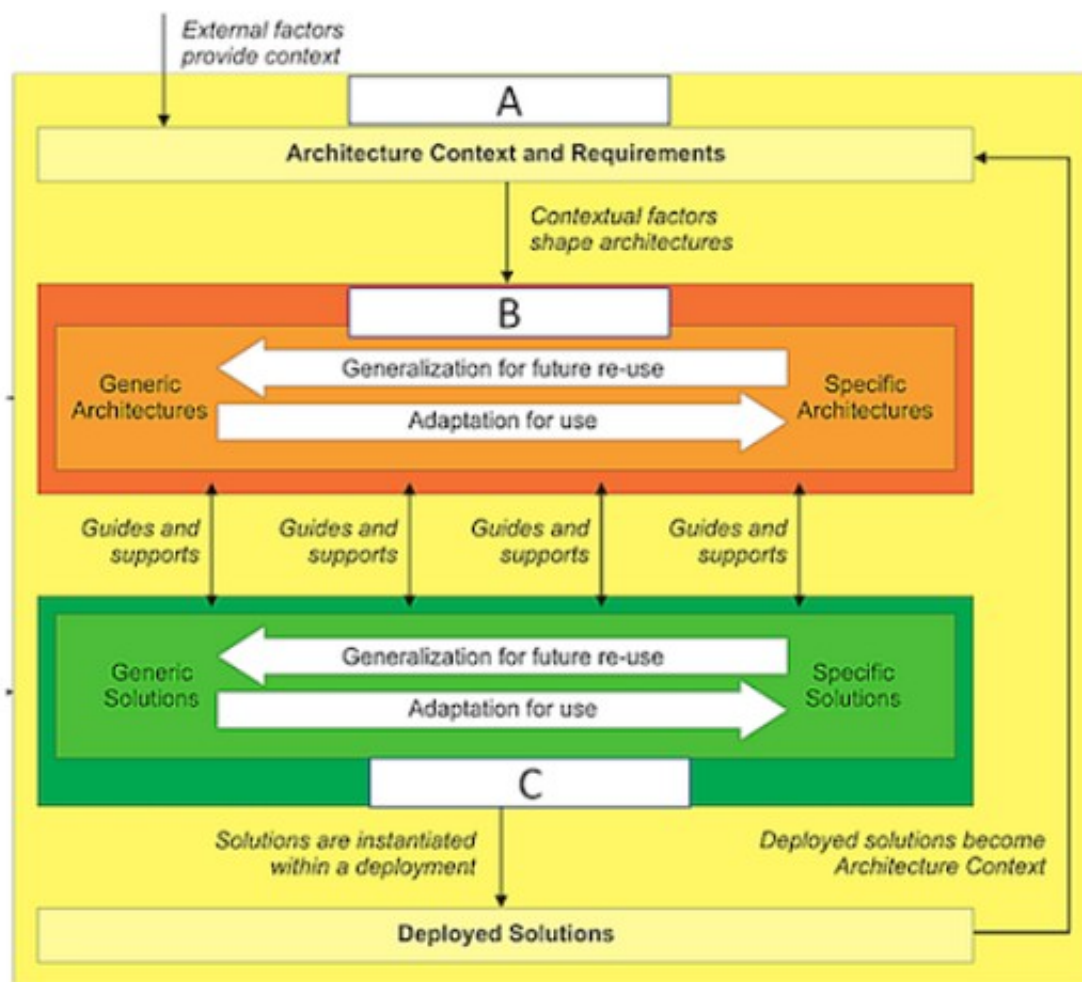 External factors
provide context
A
Architecture Context and Requirements
Contextual factors
shape architectures
B
Generalization for future re-use
Generic
Architectures
Specific
Architectures
Adaptation for use
Guides and
supports
Guides and
supports
Guides and
supports
Guides and
supports
Generalization for future re-use
Generic
Solutions
Specific
Solutions
Adaptation for use
C
Solutions are instantiated
within a deployment
Deployed solutions become
Architecture Context
Deployed Solutions